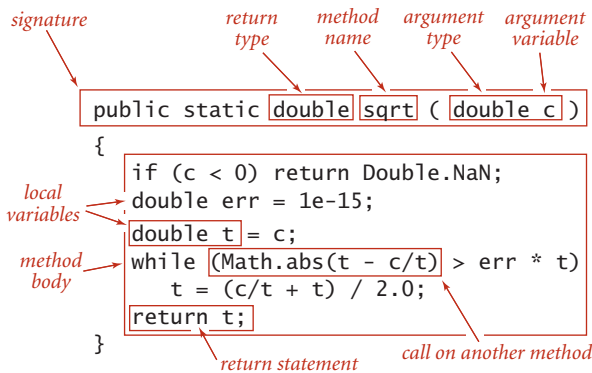 signature
return type
method name
argument type
argument variable
public static double sqrt ( double c )
{
if (c < 0) return Double.NaN;
double err = 1e-15;
local variables
double t = c;
method body
while (Math.abs(t - c/t) > err * t)
t = (c/t + t) / 2.0;
return t;
}
return statement
call on another method